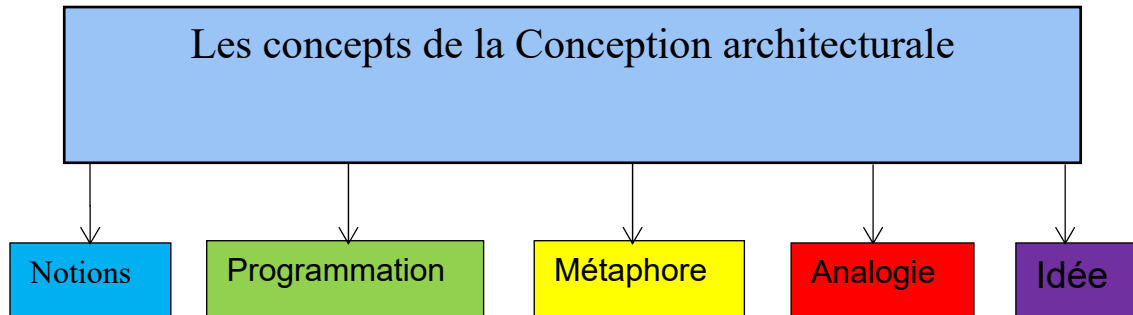 Les concepts de la Conception architecturale
Notions
Programmation
Métaphore
Analogie
Idée